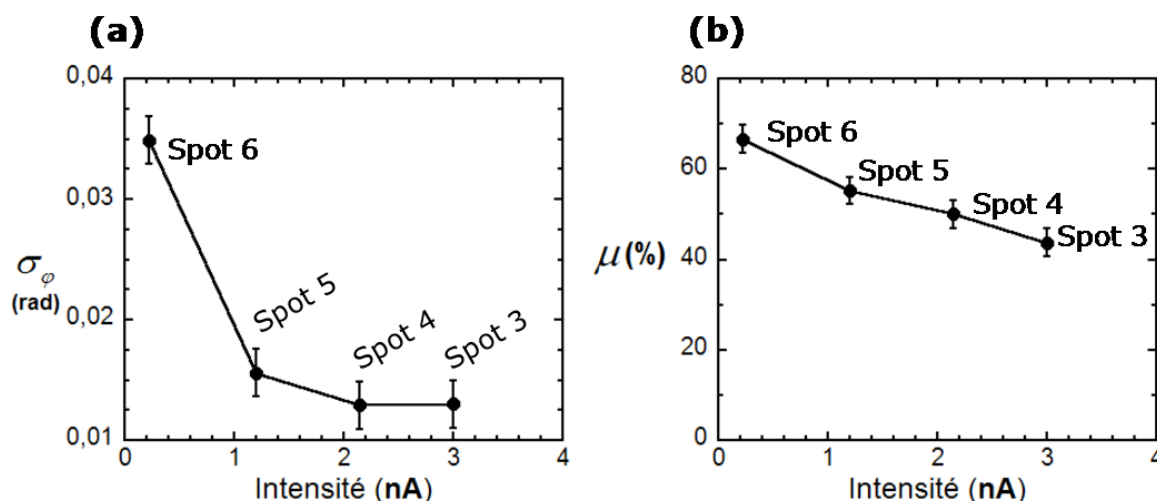 (a)
0,04
0,03
0,02
0,01
σφ
(rad)
Spot 6
Spot 5
Spot 4
Spot 3
0 1 2 3 4
Intensité (nA)
(b)
80
60
40
20
0
μ(%)
Spot 6
Spot 5
Spot 4
Spot 3
0 1 2 3 4
Intensité (nA)